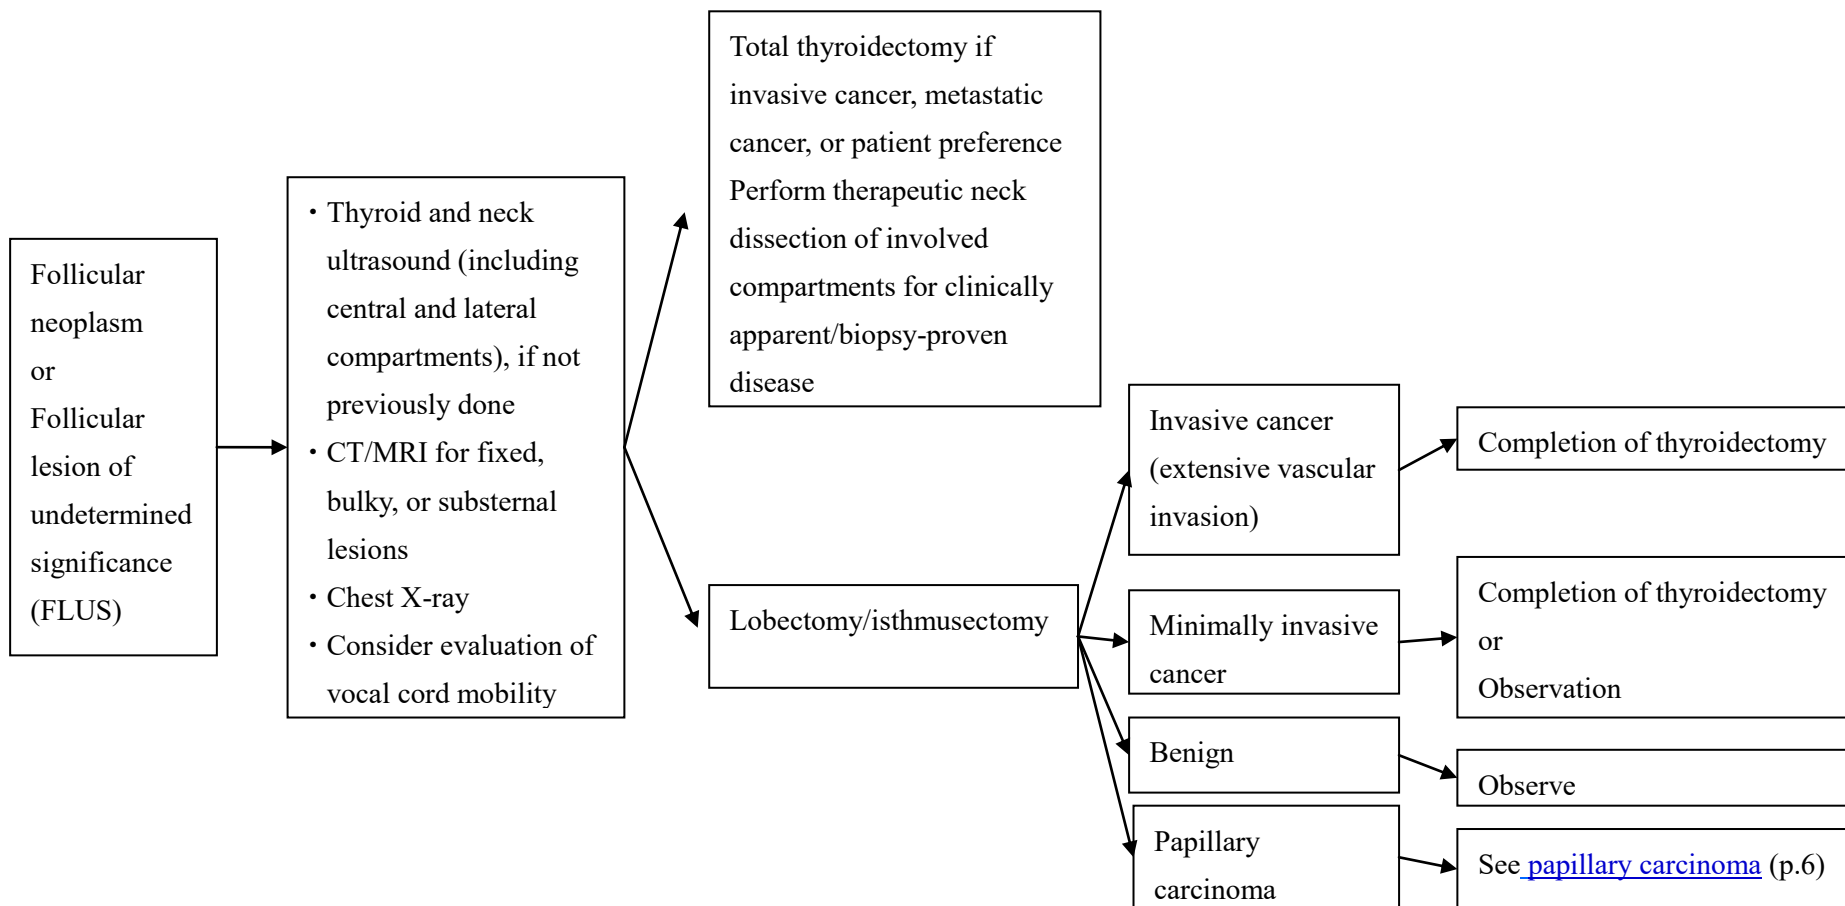 Follicular
neoplasm
or
Follicular
lesion of
undetermined
significance
(FLUS)
・Thyroid and neck
ultrasound (including
central and lateral
compartments), if not
previously done
・CT/MRI for fixed,
bulky, or substernal
lesions
・Chest X-ray
・Consider evaluation of
vocal cord mobility
Total thyroidectomy if
invasive cancer, metastatic
cancer, or patient preference
Perform therapeutic neck
dissection of involved
compartments for clinically
apparent/biopsy-proven
disease
Lobectomy/isthmusectomy
Invasive cancer
(extensive vascular
invasion)
Completion of thyroidectomy
Minimally invasive
cancer
Completion of thyroidectomy
or
Observation
Benign
Observe
Papillary
carcinoma
See papillary carcinoma (p.6)